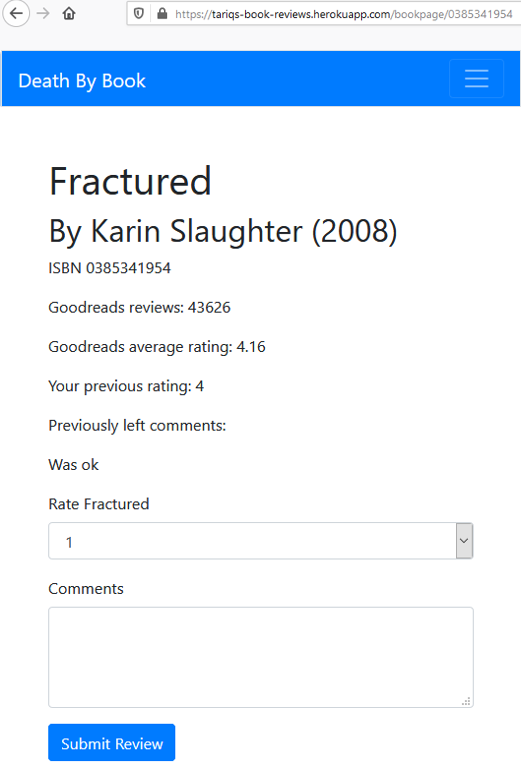 https://tariqs-book-reviews.herokuapp.com/bookpage/0385341954
Death By Book
Fractured
By Karin Slaughter (2008)
ISBN 0385341954
Goodreads reviews: 43626
Goodreads average rating: 4.16
Your previous rating: 4
Previously left comments:
Was ok
Rate Fractured
1
Comments
Submit Review